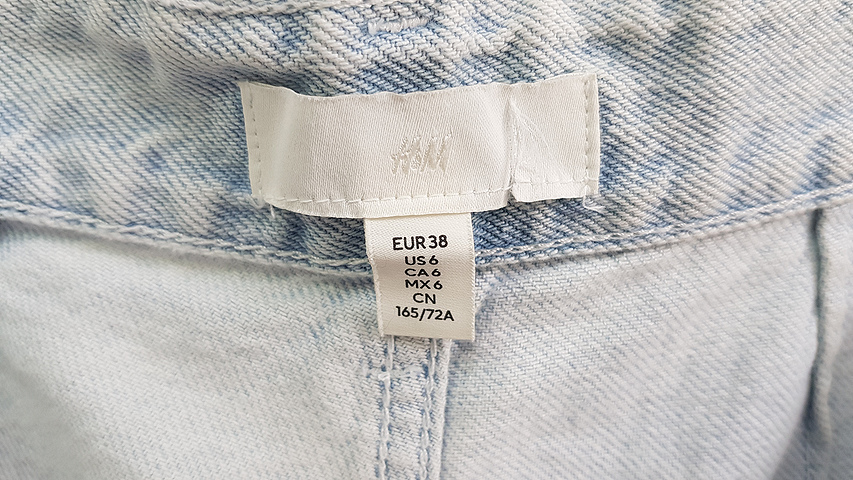 H&M
EUR 38
US 6
CA 6
MX 6
CN
165/72A